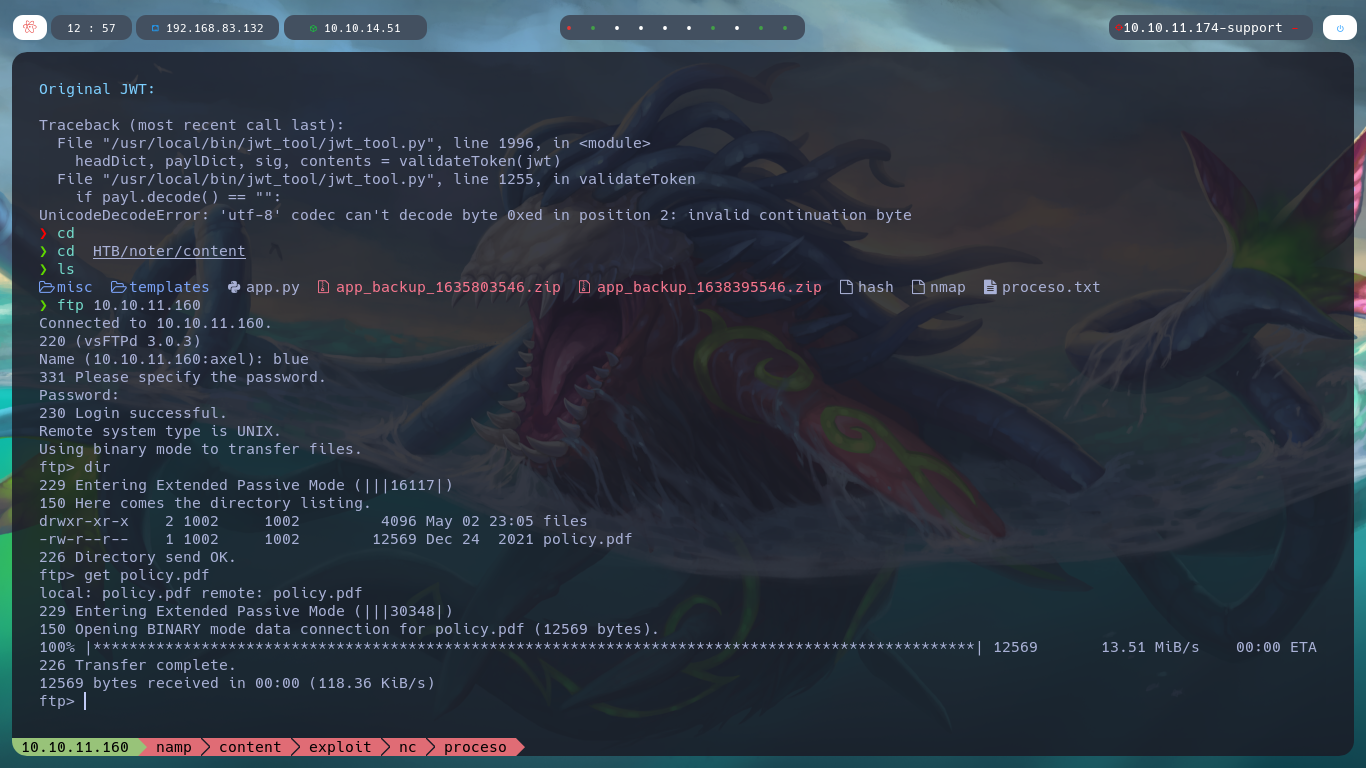 12 : 57 192.168.83.132 10.10.14.51 10.10.11.174-support
Original JWT:
Traceback (most recent call last):
  File "/usr/local/bin/jwt_tool/jwt_tool.py", line 1996, in <module>
    headDict, paylDict, sig, contents = validateToken(jwt)
  File "/usr/local/bin/jwt_tool/jwt_tool.py", line 1255, in validateToken
    if payl.decode() == "":
UnicodeDecodeError: 'utf-8' codec can't decode byte 0xed in position 2: invalid continuation byte
❯ cd
❯ cd  HTB/noter/content
❯ ls
misc  templates  app.py  app_backup_1635803546.zip  app_backup_1638395546.zip  hash  nmap  proceso.txt
❯ ftp 10.10.11.160
Connected to 10.10.11.160.
220 (vsFTPd 3.0.3)
Name (10.10.11.160:axel): blue
331 Please specify the password.
Password:
230 Login successful.
Remote system type is UNIX.
Using binary mode to transfer files.
ftp> dir
229 Entering Extended Passive Mode (|||16117|)
150 Here comes the directory listing.
drwxr-xr-x    2 1002     1002         4096 May 02 23:05 files
-rw-r--r--    1 1002     1002        12569 Dec 24  2021 policy.pdf
226 Directory send OK.
ftp> get policy.pdf
local: policy.pdf remote: policy.pdf
229 Entering Extended Passive Mode (|||30348|)
150 Opening BINARY mode data connection for policy.pdf (12569 bytes).
100% |**************************************************************************************************| 12569       13.51 MiB/s    00:00 ETA
226 Transfer complete.
12569 bytes received in 00:00 (118.36 KiB/s)
ftp>
10.10.11.160 namp content exploit nc proceso